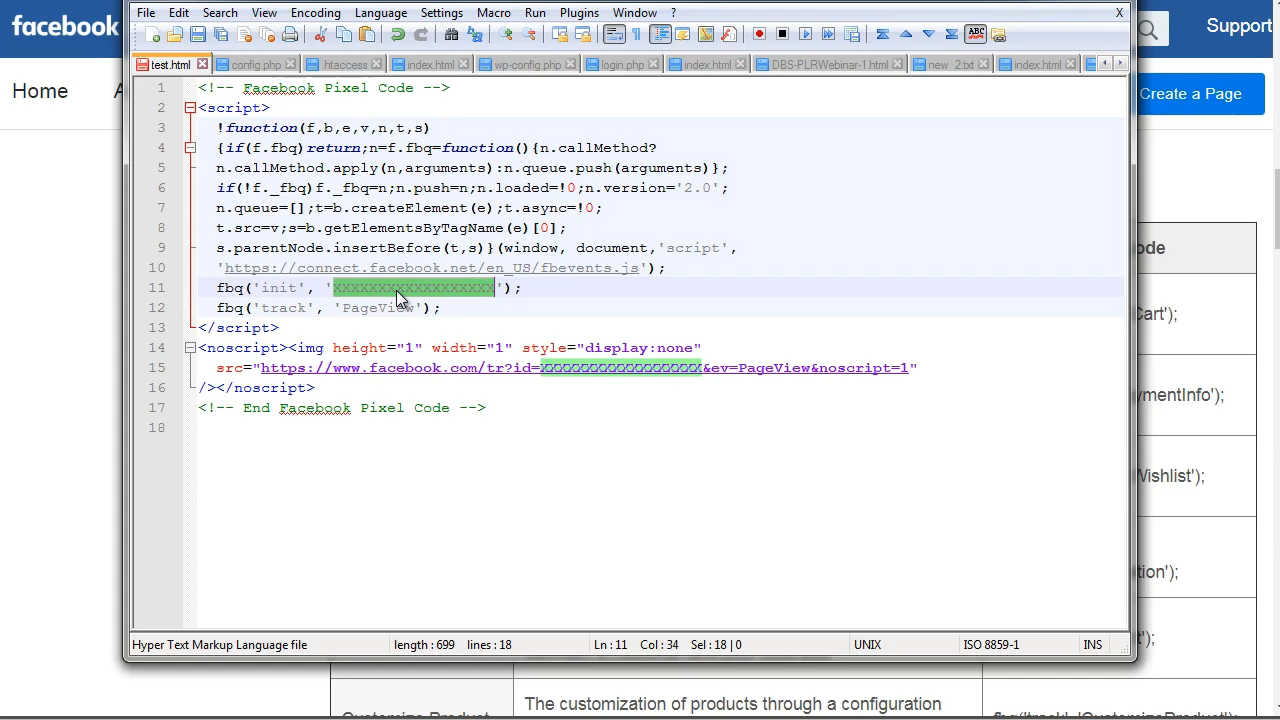 facebook
Support
Home
Create a Page
File Edit Search View Encoding Language Settings Macro Run Plugins Window ? X
test.html config.php .htaccess index.html wp-config.php login.php index.html DBS-PLRWebinar-1.html new 2.txt index.html
1 <!-- Facebook Pixel Code -->
2 <script>
3 !function(f,b,e,v,n,t,s)
4 {if(f.fbq)return;n=f.fbq=function(){n.callMethod?
5 n.callMethod.apply(n,arguments):n.queue.push(arguments)};
6 if(!f._fbq)f._fbq=n;n.push=n;n.loaded=!0;n.version='2.0';
7 n.queue=[];t=b.createElement(e);t.async=!0;
8 t.src=v;s=b.getElementsByTagName(e)[0];
9 s.parentNode.insertBefore(t,s)}(window, document,'script',
10 'https://connect.facebook.net/en_US/fbevents.js');
11 fbq('init', 'XXXXXXXXXXXXXXXXXX');
12 fbq('track', 'PageView');
13 </script>
14 <noscript><img height="1" width="1" style="display:none"
15 src="https://www.facebook.com/tr?id=XXXXXXXXXXXXXXXXXX&ev=PageView&noscript=1"
16 /></noscript>
17 <!-- End Facebook Pixel Code -->
18
ode
Cart');
ymentInfo');
Wishlist');
tion');
t');
Hyper Text Markup Language file length : 699 lines : 18 Ln : 11 Col : 34 Sel : 18 | 0 UNIX ISO 8859-1 INS
The customization of products through a configuration
Customize Product
fbq('track', 'CustomizeProduct');